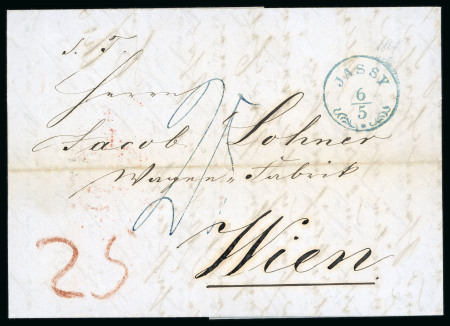 S. T.
Herrn
Jacob Lohner
Wagen-Fabrik
Wien.
JASSY
6
5
25